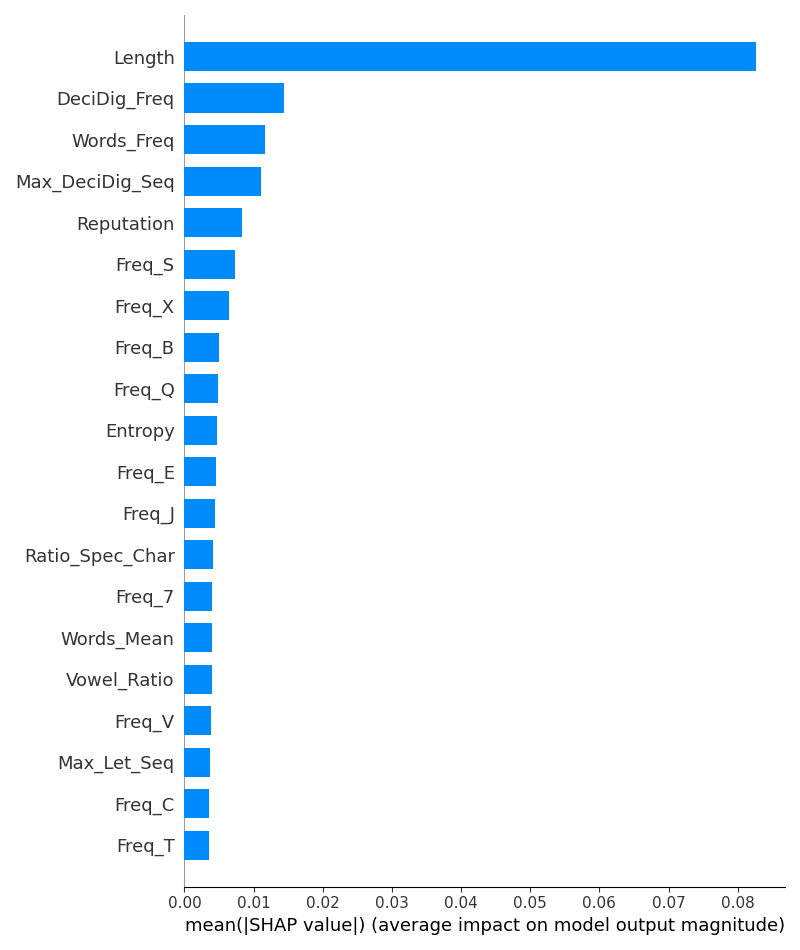 Length
DeciDig_Freq
Words_Freq
Max_DeciDig_Seq
Reputation
Freq_S
Freq_X
Freq_B
Freq_Q
Entropy
Freq_E
Freq_J
Ratio_Spec_Char
Freq_7
Words_Mean
Vowel_Ratio
Freq_V
Max_Let_Seq
Freq_C
Freq_T
0.00 0.01 0.02 0.03 0.04 0.05 0.06 0.07 0.08
mean(|SHAP value|) (average impact on model output magnitude)